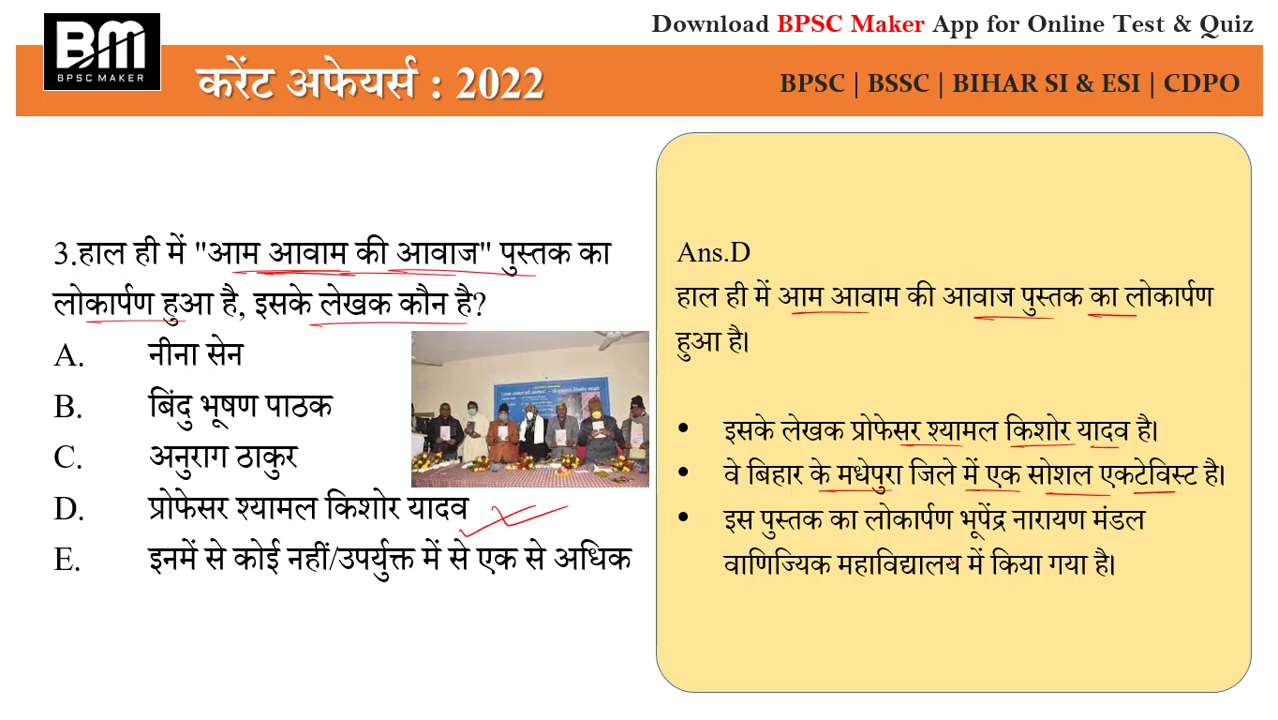 Download BPSC Maker App for Online Test & Quiz
BM
BPSC MAKER
करेंट अफेयर्स : 2022
BPSC | BSSC | BIHAR SI & ESI | CDPO
3.हाल ही में "आम आवाम की आवाज" पुस्तक का
लोकार्पण हुआ है, इसके लेखक कौन है?
A. नीना सेन
B. बिंदु भूषण पाठक
C. अनुराग ठाकुर
D. प्रोफेसर श्यामल किशोर यादव
E. इनमें से कोई नहीं/उपर्युक्त में से एक से अधिक
Ans.D
हाल ही में आम आवाम की आवाज पुस्तक का लोकार्पण
हुआ है।
• इसके लेखक प्रोफेसर श्यामल किशोर यादव है।
• वे बिहार के मधेपुरा जिले में एक सोशल एकटेविस्ट है।
• इस पुस्तक का लोकार्पण भूपेंद्र नारायण मंडल
वाणिज्यिक महाविद्यालय में किया गया है।